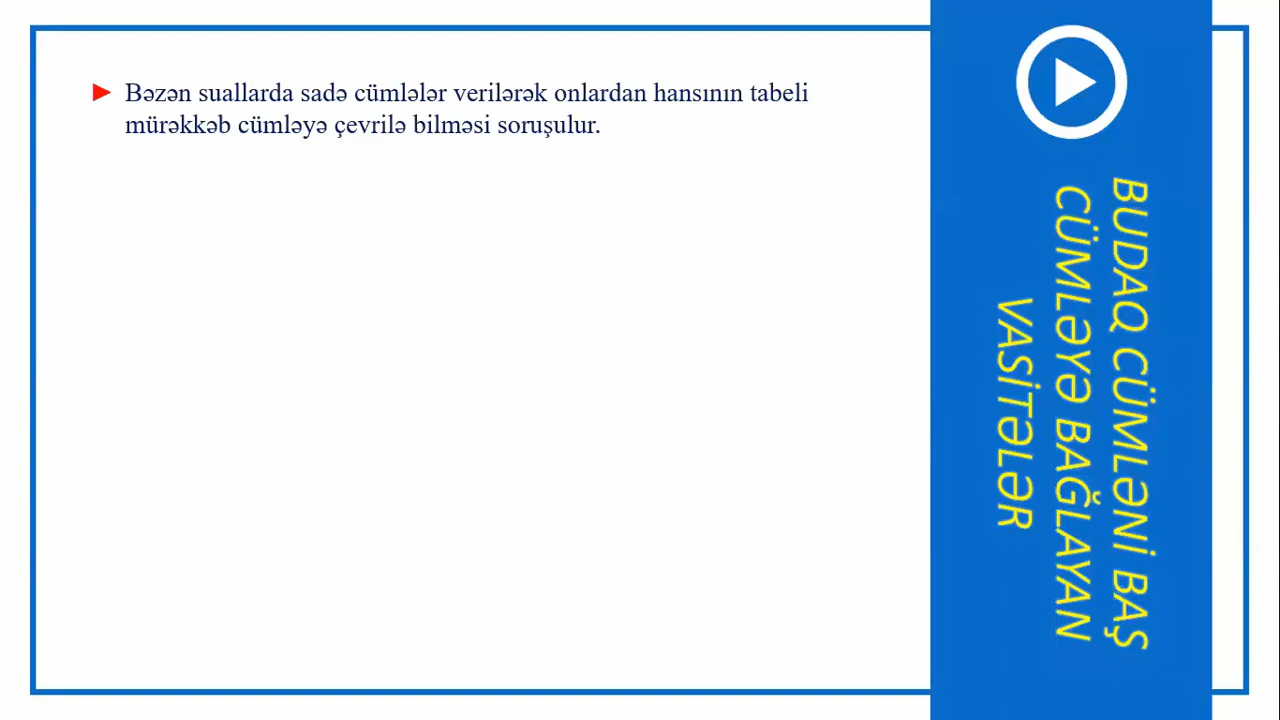 Bəzən suallarda sadə cümlələr verilərək onlardan hansının tabeli
mürəkkəb cümləyə çevrilə bilməsi soruşulur.
BUDAQ CÜMLƏNİ BAŞ
CÜMLƏYƏ BAĞLAYAN
VASİTƏLƏR